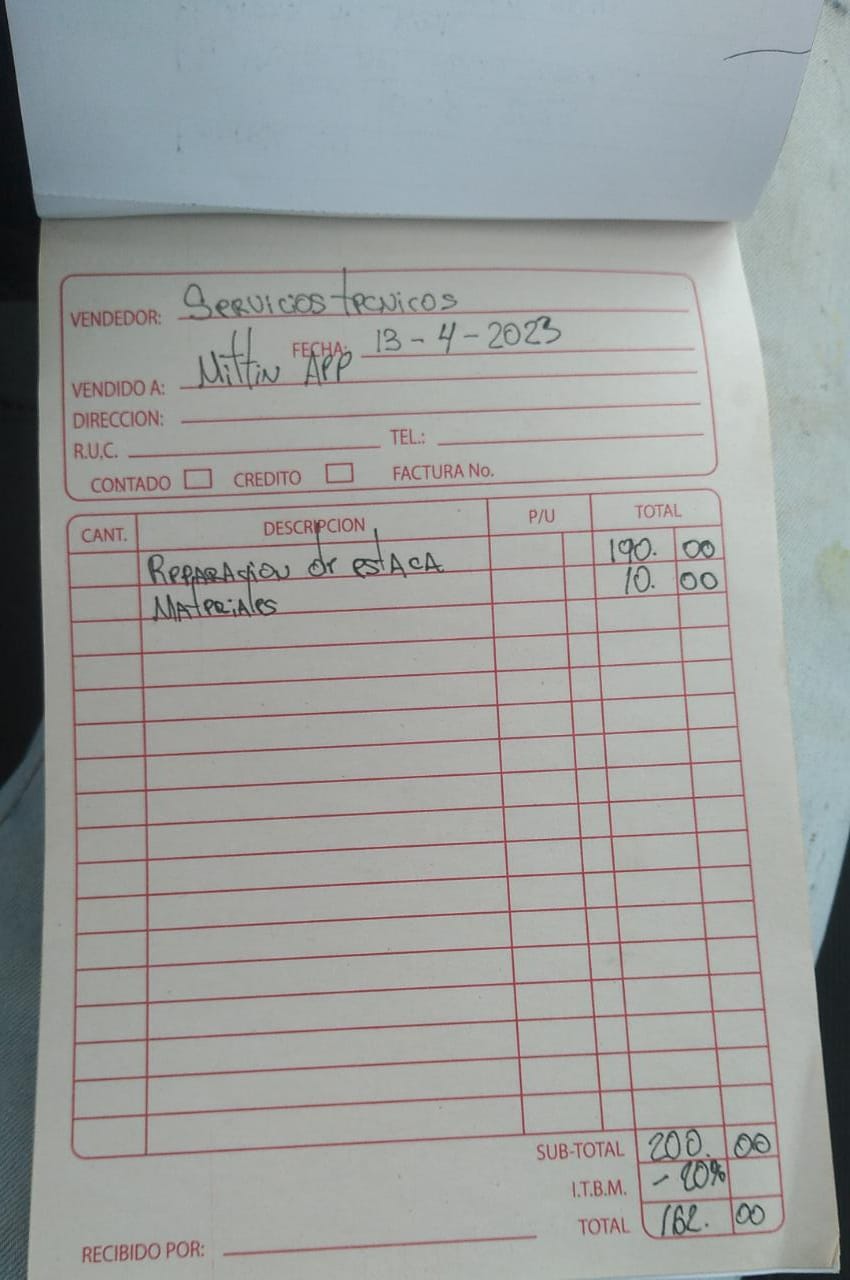 VENDEDOR: Servicios tecnicos
FECHA: 13-4-2023
VENDIDO A: Mittin APP
DIRECCION:
R.U.C. TEL.:
CONTADO CREDITO FACTURA No.
CANT. DESCRIPCION P/U TOTAL
Reparacion de estaca 190. 00
Materiales 10. 00
SUB-TOTAL 200. 00
I.T.B.M. - 20%
TOTAL 162. 00
RECIBIDO POR: